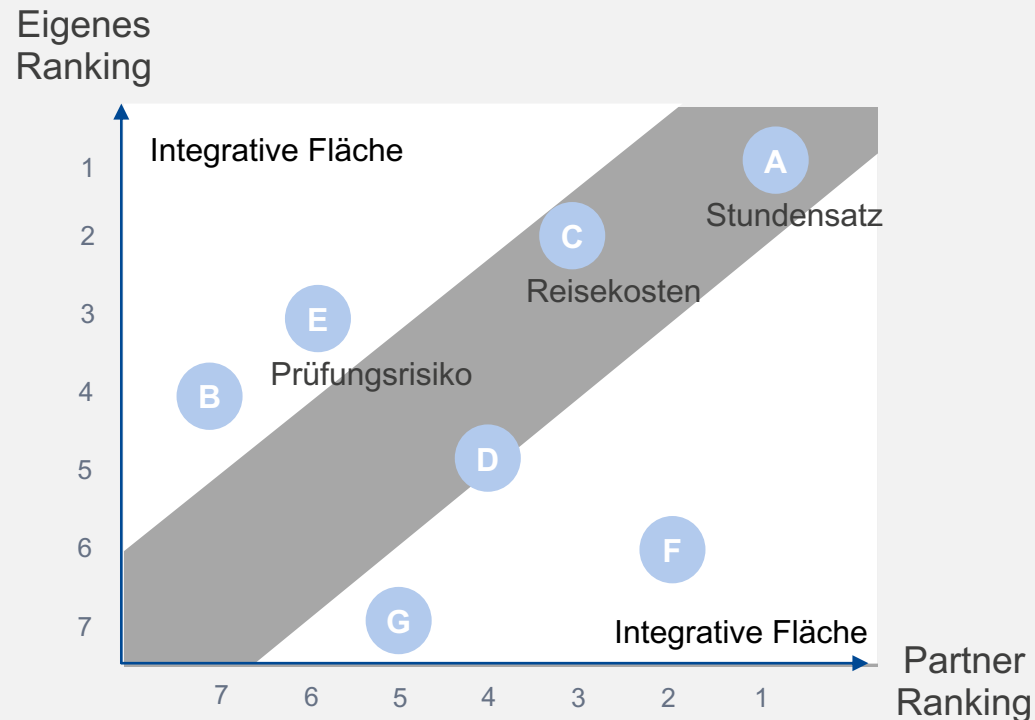 Eigenes
Ranking
Integrative Fläche
1
A
Stundensatz
2
C
Reisekosten
3
E
Prüfungsrisiko
4
B
5
D
6
F
7
G
Integrative Fläche
7 6 5 4 3 2 1
Partner
Ranking